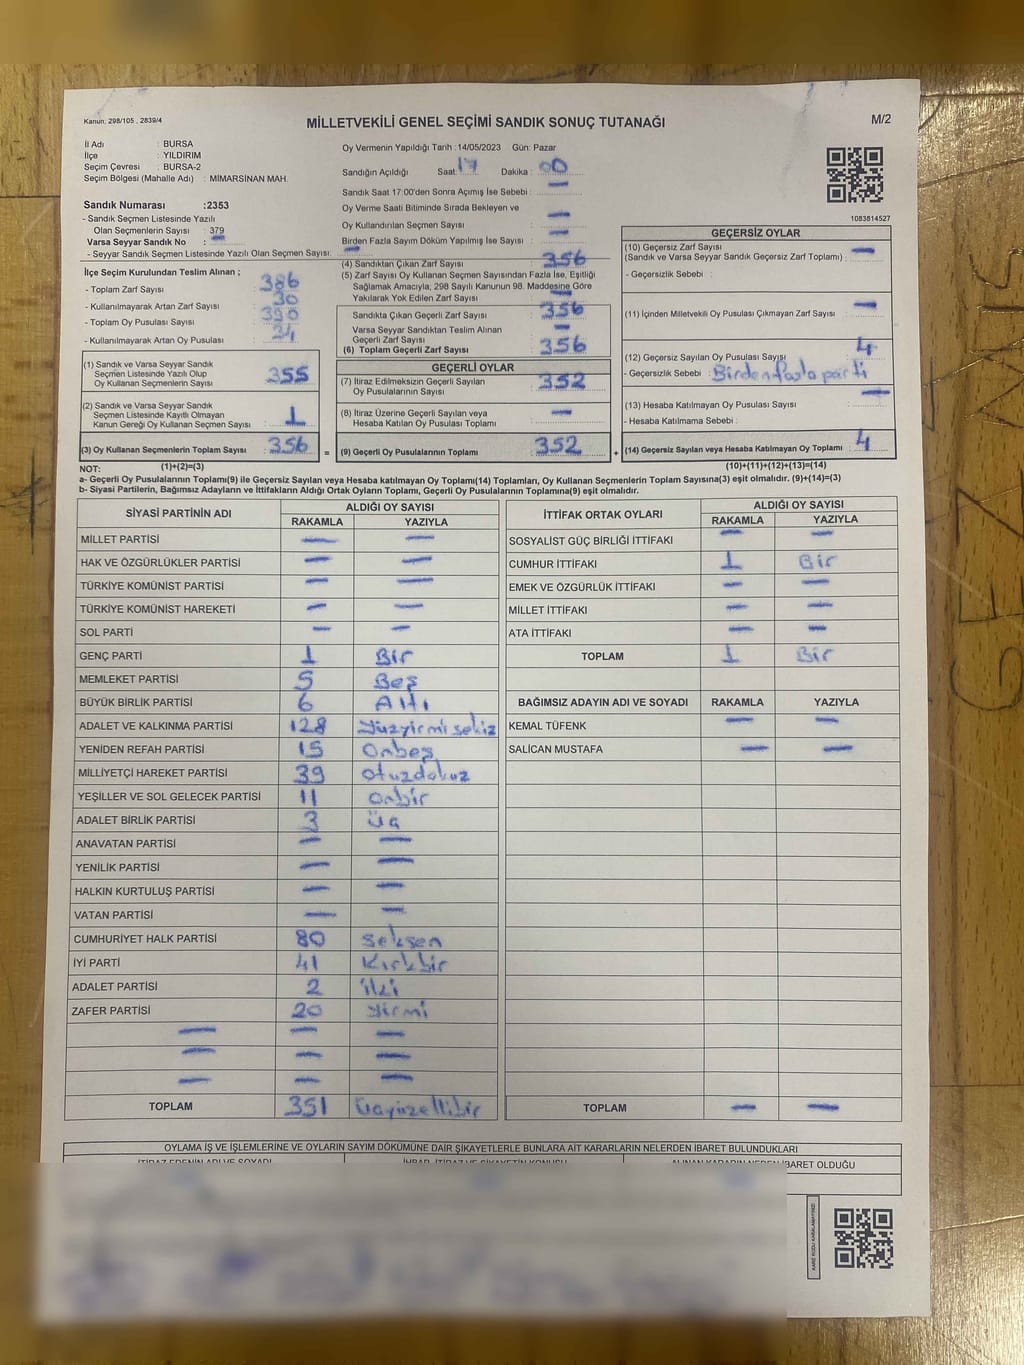 Kanun, 298/105 , 2839/4
MİLLETVEKİLİ GENEL SEÇİMİ SANDIK SONUÇ TUTANAĞI
M/2
İl Adı : BURSA
İlçe : YILDIRIM
Seçim Çevresi : BURSA-2
Seçim Bölgesi (Mahalle Adı) : MİMARSİNAN MAH.
Sandık Numarası :2353
- Sandık Seçmen Listesinde Yazılı
Olan Seçmenlerin Sayısı : 379
Varsa Seyyar Sandık No : —
- Seyyar Sandık Seçmen Listesinde Yazılı Olan Seçmen Sayısı: —
Oy Vermenin Yapıldığı Tarih :14/05/2023 Gün: Pazar
Sandığın Açıldığı Saat: 17 Dakika : 00
Sandık Saat 17:00'den Sonra Açımış İse Sebebi : —
Oy Verme Saati Bitiminde Sırada Bekleyen ve
Oy Kullandırılan Seçmen Sayısı : —
Birden Fazla Sayım Döküm Yapılmış İse Sayısı : —
1083814527
İlçe Seçim Kurulundan Teslim Alınan ;
- Toplam Zarf Sayısı : 386
- Kullanılmayarak Artan Zarf Sayısı : 30
- Toplam Oy Pusulası Sayısı : 390
- Kullanılmayarak Artan Oy Pusulası : 34
(1) Sandık ve Varsa Seyyar Sandık
Seçmen Listesinde Yazılı Olup
Oy Kullanan Seçmenlerin Sayısı : 355
(2) Sandık ve Varsa Seyyar Sandık
Seçmen Listesinde Kayıtlı Olmayan
Kanun Gereği Oy Kullanan Seçmen Sayısı : 1
(3) Oy Kullanan Seçmenlerin Toplam Sayısı : 356
(4) Sandıktan Çıkan Zarf Sayısı : 356
(5) Zarf Sayısı Oy Kullanan Seçmen Sayısından Fazla İse, Eşitliği
Sağlamak Amacıyla, 298 Sayılı Kanunun 98. Maddesine Göre
Yakılarak Yok Edilen Zarf Sayısı : —
Sandıkta Çıkan Geçerli Zarf Sayısı : 356
Varsa Seyyar Sandıktan Teslim Alınan
Geçerli Zarf Sayısı : —
(6) Toplam Geçerli Zarf Sayısı : 356
GEÇERLİ OYLAR
(7) İtiraz Edilmeksizin Geçerli Sayılan
Oy Pusulasının Sayısı : 352
(8) İtiraz Üzerine Geçerli Sayılan veya
Hesaba Katılan Oy Pusulası Toplamı : —
= (9) Geçerli Oy Pusulalarının Toplamı : 352
GEÇERSİZ OYLAR
(10) Geçersiz Zarf Sayısı
(Sandık ve Varsa Seyyar Sandık Geçersiz Zarf Toplamı) : —
- Geçersizlik Sebebi :
(11) İçinden Milletvekili Oy Pusulası Çıkmayan Zarf Sayısı : —
(12) Geçersiz Sayılan Oy Pusulası Sayısı : 4
- Geçersizlik Sebebi : Birden fazla parti
(13) Hesaba Katılmayan Oy Pusulası Sayısı : —
- Hesaba Katılmama Sebebi :
+ (14) Geçersiz Sayılan veya Hesaba Katılmayan Oy Toplamı : 4
NOT: (1)+(2)=(3) (10)+(11)+(12)+(13)=(14)
a- Geçerli Oy Pusulalarının Toplamı(9) ile Geçersiz Sayılan veya Hesaba katılmayan Oy Toplamı(14) Toplamları, Oy Kullanan Seçmenlerin Toplam Sayısına(3) eşit olmalıdır. (9)+(14)=(3)
b- Siyasi Partilerin, Bağımsız Adayların ve İttifakların Aldığı Ortak Oyların Toplamı, Geçerli Oy Pusulalarının Toplamına(9) eşit olmalıdır.
SİYASİ PARTİNİN ADI ALDIĞI OY SAYISI
RAKAMLA YAZIYLA
MİLLET PARTİSİ — —
HAK VE ÖZGÜRLÜKLER PARTİSİ — —
TÜRKİYE KOMÜNİST PARTİSİ — —
TÜRKİYE KOMÜNİST HAREKETİ — —
SOL PARTİ — —
GENÇ PARTİ 1 Bir
MEMLEKET PARTİSİ 5 Beş
BÜYÜK BİRLİK PARTİSİ 6 Altı
ADALET VE KALKINMA PARTİSİ 128 Yüzyirmi sekiz
YENİDEN REFAH PARTİSİ 15 Onbeş
MİLLİYETÇİ HAREKET PARTİSİ 39 Otuzdokuz
YEŞİLLER VE SOL GELECEK PARTİSİ 11 Onbir
ADALET BİRLİK PARTİSİ 3 Üç
ANAVATAN PARTİSİ — —
YENİLİK PARTİSİ — —
HALKIN KURTULUŞ PARTİSİ — —
VATAN PARTİSİ — —
CUMHURİYET HALK PARTİSİ 80 Seksen
İYİ PARTİ 41 Kırkbir
ADALET PARTİSİ 2 İki
ZAFER PARTİSİ 20 Yirmi
— — —
— — —
— — —
TOPLAM 351 Üçyüzellibir
İTTİFAK ORTAK OYLARI ALDIĞI OY SAYISI
RAKAMLA YAZIYLA
SOSYALİST GÜÇ BİRLİĞİ İTTİFAKI — —
CUMHUR İTTİFAKI 1 Bir
EMEK VE ÖZGÜRLÜK İTTİFAKI — —
MİLLET İTTİFAKI — —
ATA İTTİFAKI — —
TOPLAM 1 Bir
BAĞIMSIZ ADAYIN ADI VE SOYADI RAKAMLA YAZIYLA
KEMAL TÜFENK — —
SALİCAN MUSTAFA — —
TOPLAM — —
OYLAMA İŞ VE İŞLEMLERİNE VE OYLARIN SAYIM DÖKÜMÜNE DAİR ŞİKAYETLERLE BUNLARA AİT KARARLARIN NELERDEN İBARET BULUNDUKLARI
İTİRAZ EDENİN ADI VE SOYADI İHBAR, İTİRAZ VE ŞİKAYETİN KONUSU ALINAN KARARIN NEDEN İBARET OLDUĞU